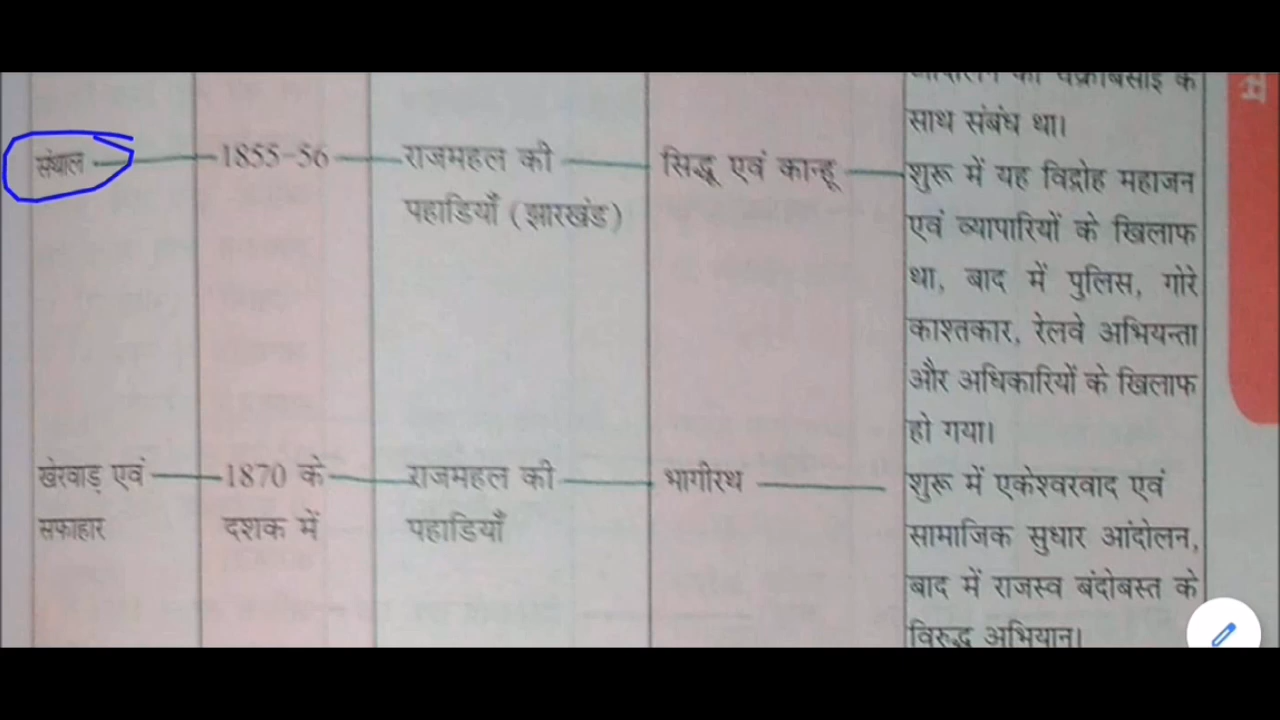 साथ संबंध था।
संथाल 1855-56 राजमहल की सिद्धू एवं कान्हू शुरू में यह विद्रोह महाजन
पहाडियाँ (झारखंड) एवं व्यापारियों के खिलाफ
था, बाद में पुलिस, गोरे
काश्तकार, रेलवे अभियन्ता
और अधिकारियों के खिलाफ
हो गया।
खेरवाड़ एवं 1870 के राजमहल की भागीरथ शुरू में एकेश्वरवाद एवं
सफाहार दशक में पहाडियाँ सामाजिक सुधार आंदोलन,
बाद में राजस्व बंदोबस्त के
विरुद्ध अभियान।